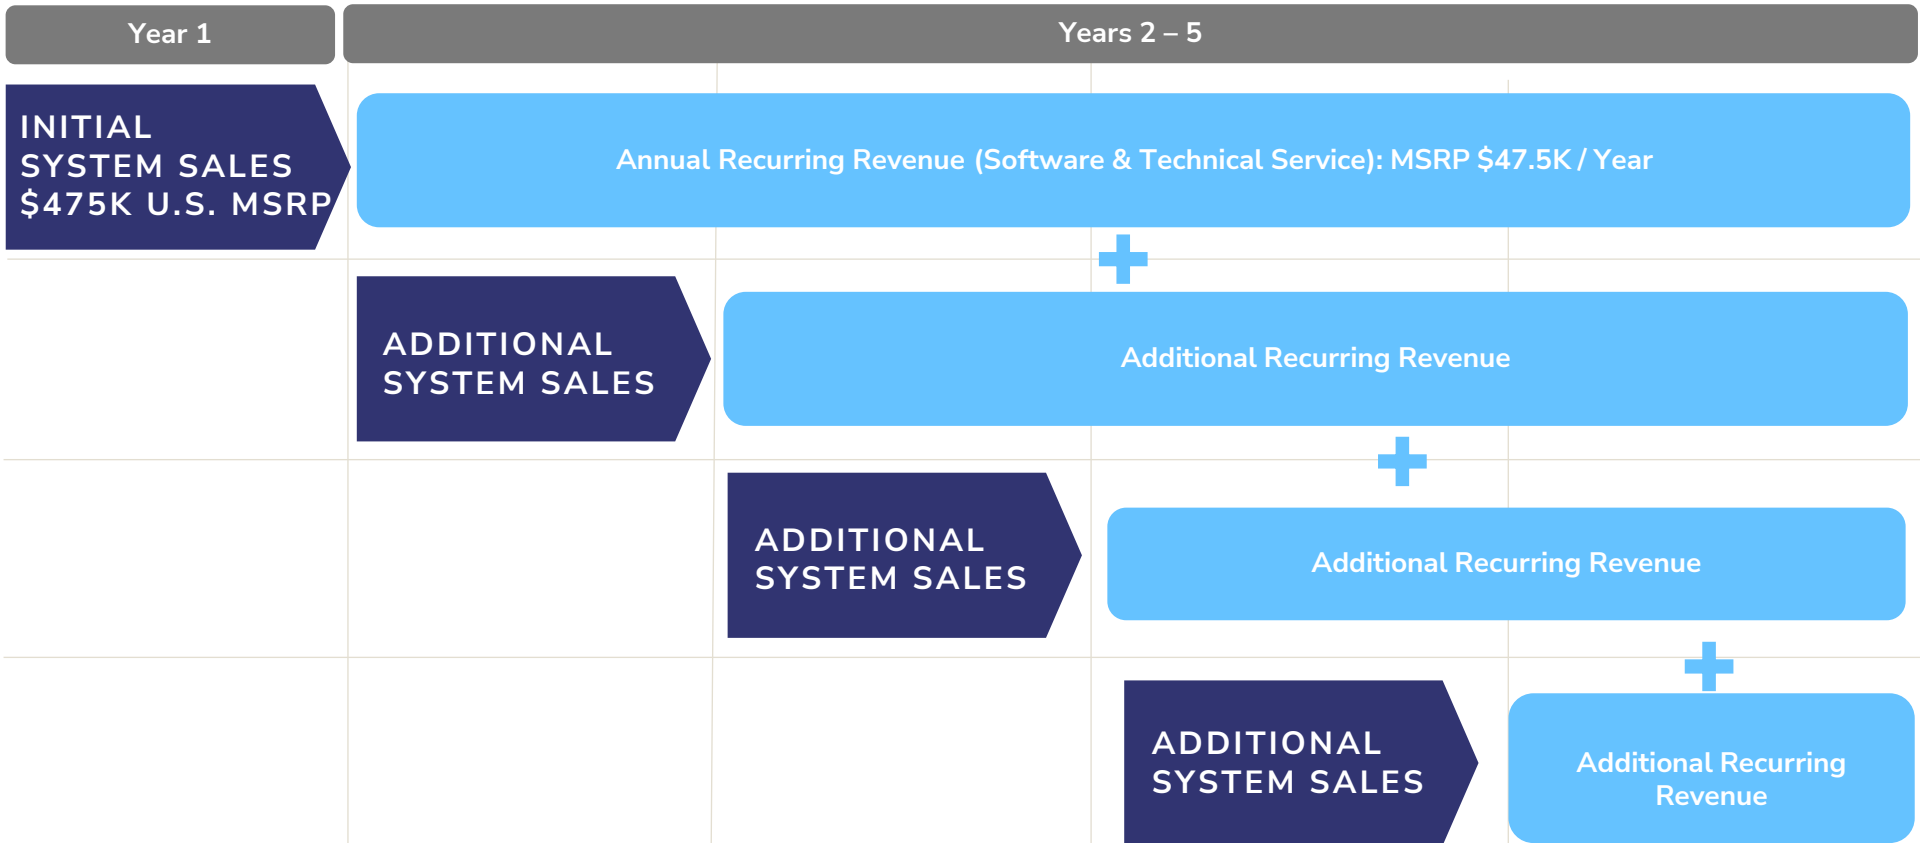 Year 1
Years 2 – 5
INITIAL
SYSTEM SALES
$475K U.S. MSRP
Annual Recurring Revenue (Software & Technical Service): MSRP $47.5K / Year
ADDITIONAL
SYSTEM SALES
Additional Recurring Revenue
ADDITIONAL
SYSTEM SALES
Additional Recurring Revenue
ADDITIONAL
SYSTEM SALES
Additional Recurring
Revenue